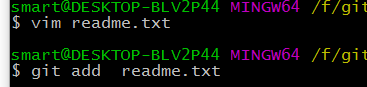 smart@DESKTOP-BLV2P44 MINGW64 /f/git
$ vim readme.txt
smart@DESKTOP-BLV2P44 MINGW64 /f/git
$ git add  readme.txt